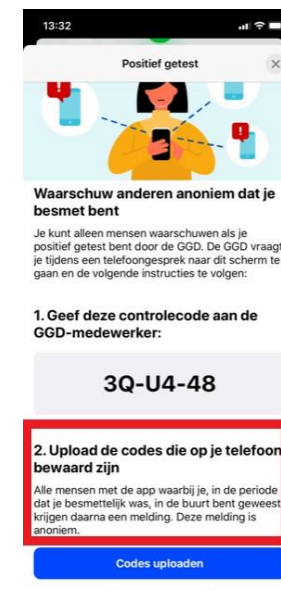 13:32
Positief getest
Waarschuw anderen anoniem dat je
besmet bent
Je kunt alleen mensen waarschuwen als je
positief getest bent door de GGD. De GGD vraagt
je tijdens een telefoongesprek naar dit scherm te
gaan en de volgende instructies te volgen:
1. Geef deze controlecode aan de
GGD-medewerker:
3Q-U4-48
2. Upload de codes die op je telefoon
bewaard zijn
Alle mensen met de app waarbij je, in de periode
dat je besmettelijk was, in de buurt bent geweest
krijgen daarna een melding. Deze melding is
anoniem.
Codes uploaden